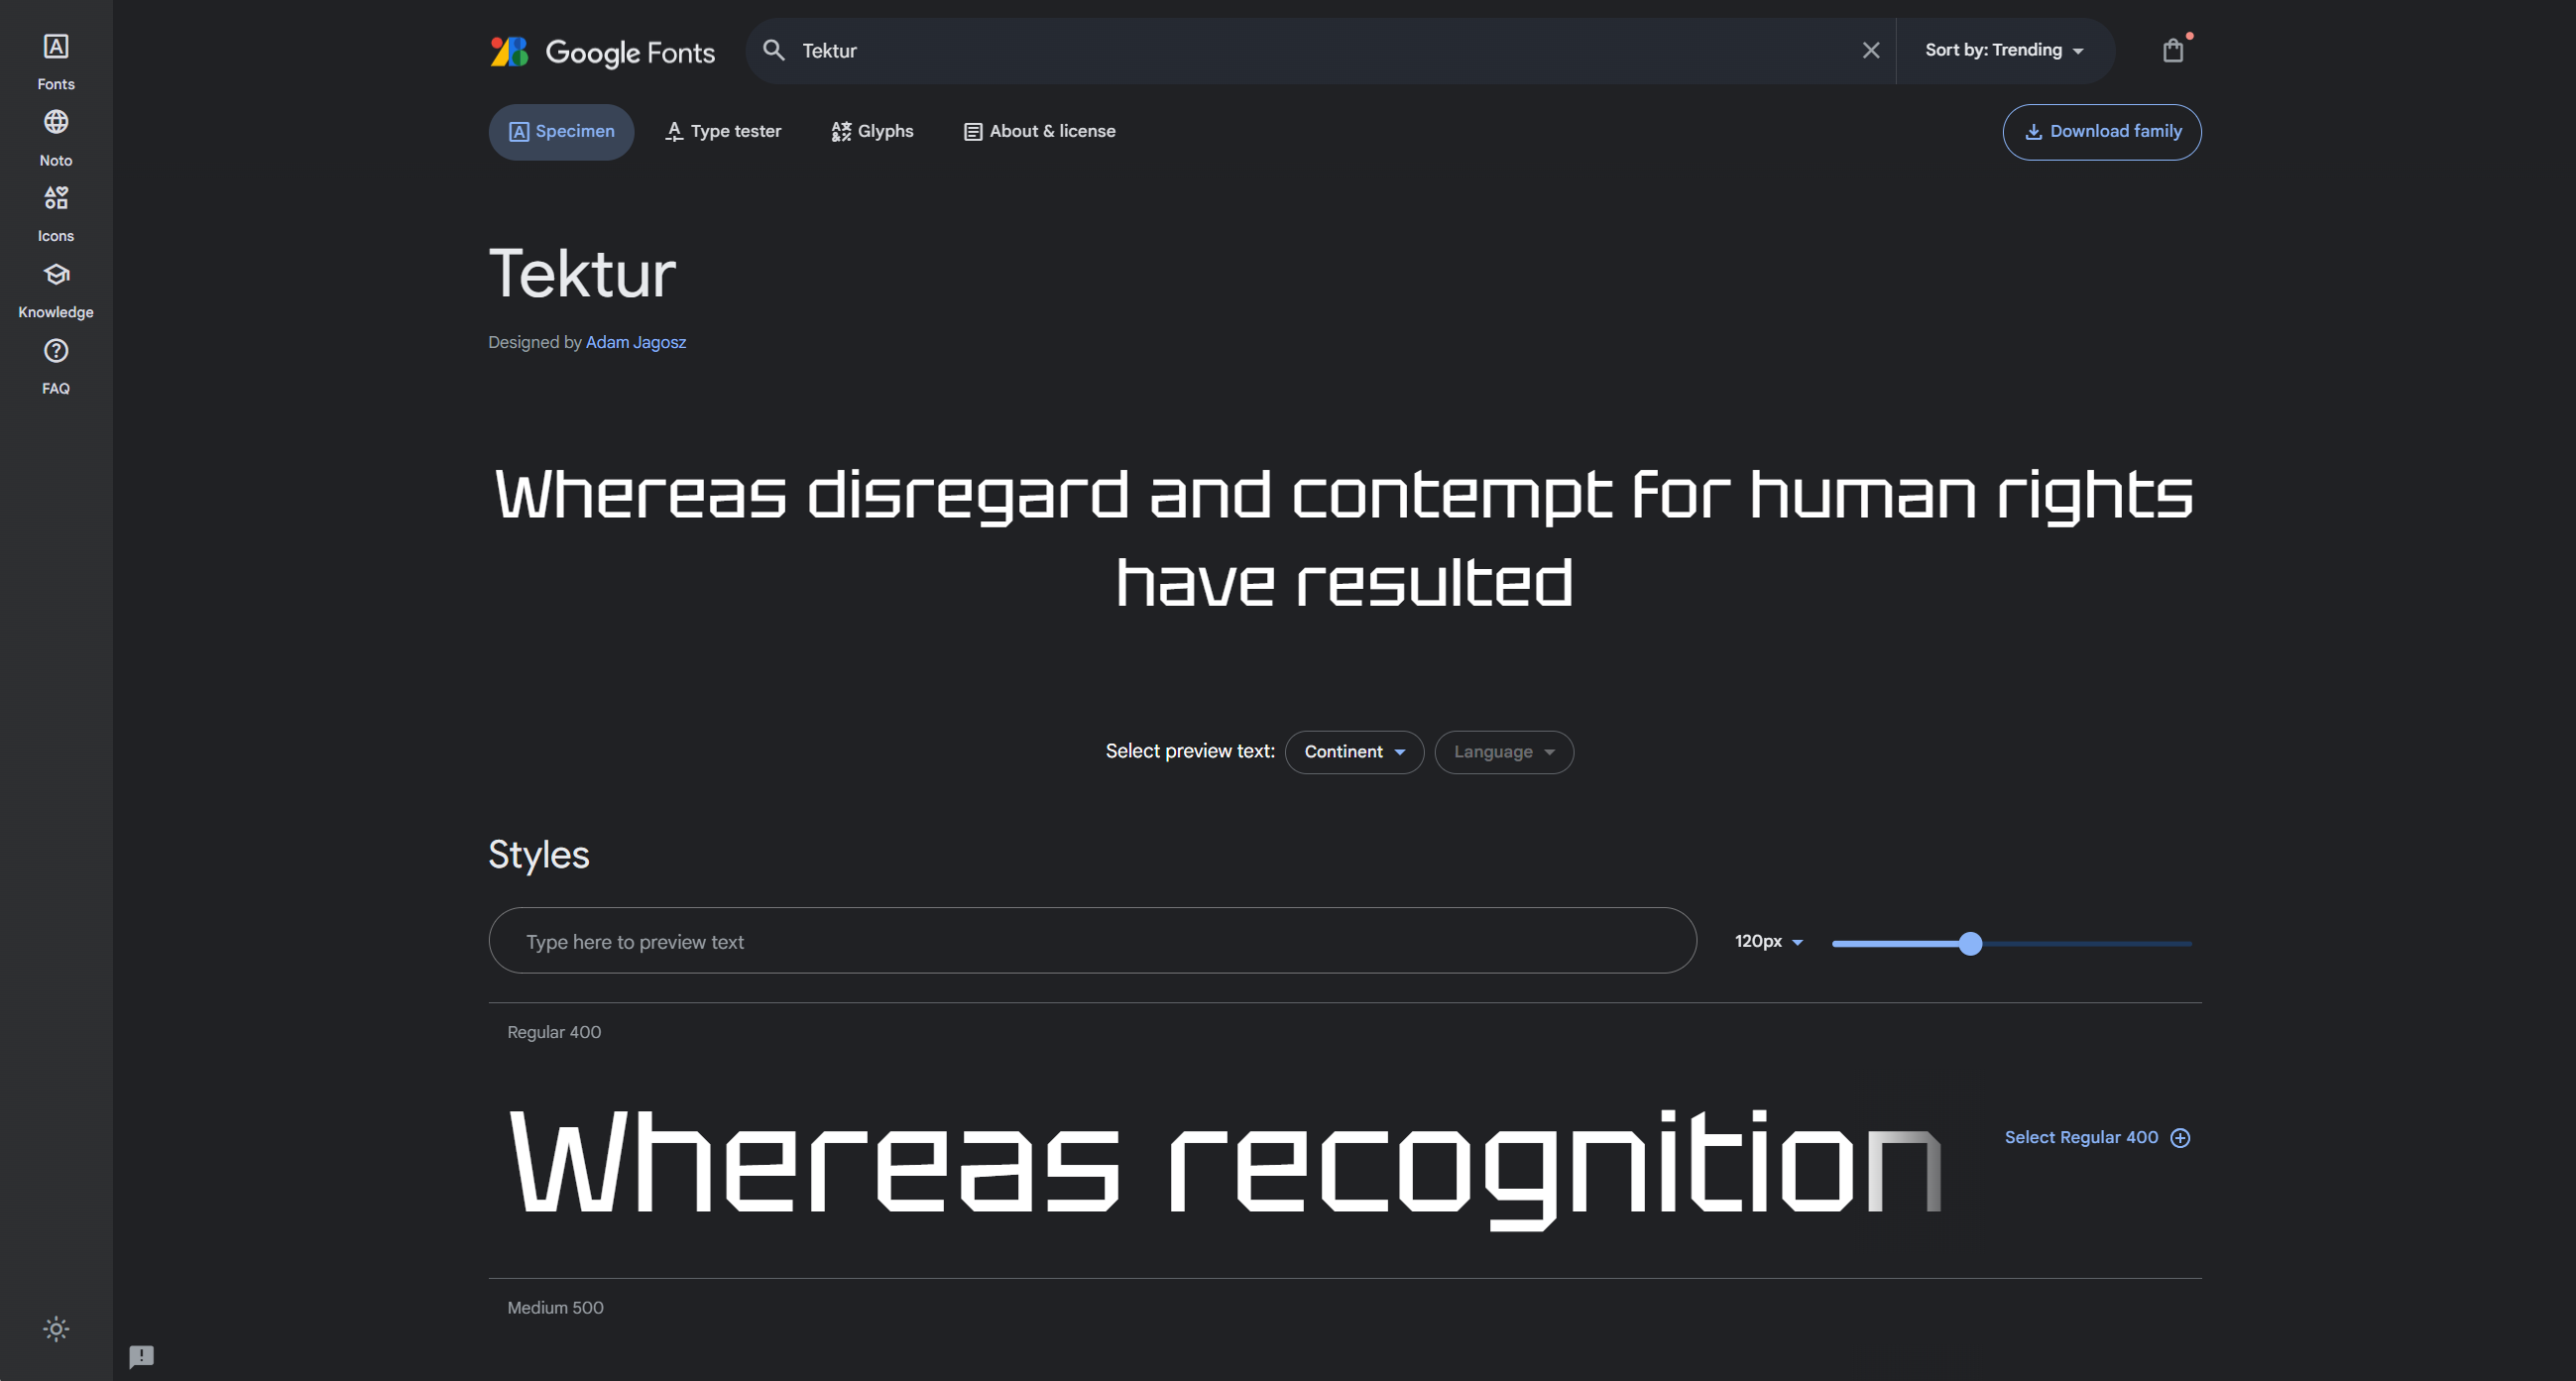 Fonts
Noto
Icons
Knowledge
FAQ
Google Fonts
Tektur
Sort by: Trending
Specimen
Type tester
Glyphs
About & license
Download family
Tektur
Designed by Adam Jagosz
Whereas disregard and contempt for human rights
have resulted
Select preview text:
Continent
Language
Styles
Type here to preview text
120px
Regular 400
Whereas recognition
Select Regular 400
Medium 500